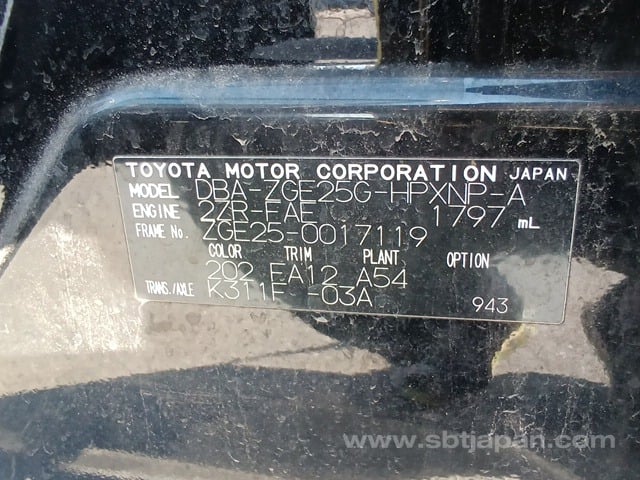 TOYOTA MOTOR CORPORATION JAPAN
MODEL DBA-ZGE25G-HPXNP-A
ENGINE 2ZR-FAE 1797 mL
FRAME No. ZGE25-0017119
COLOR TRIM PLANT OPTION
202 FA12 A54
TRANS./AXLE K311F -03A 943
www.sbtjapan.com